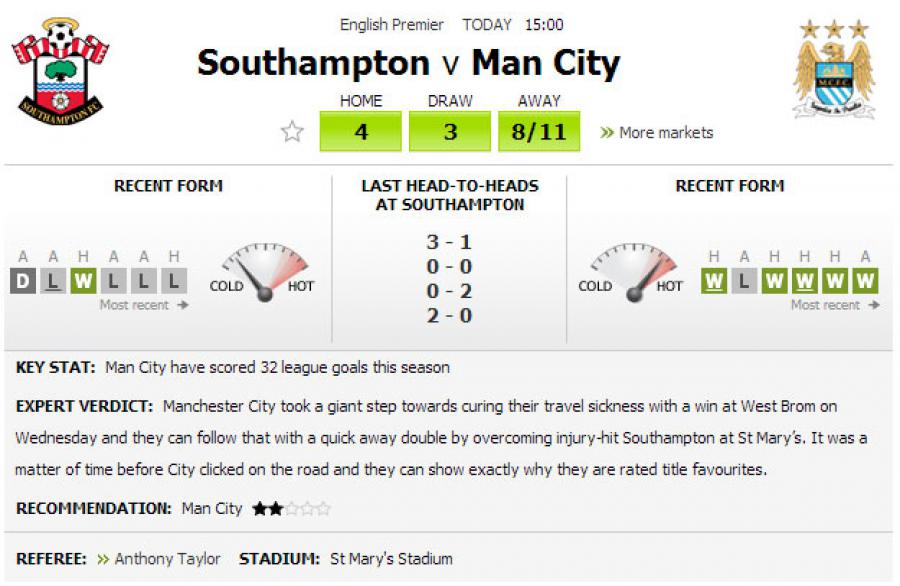 English Premier TODAY 15:00
Southampton v Man City
HOME DRAW AWAY
4 3 8/11 » More markets
SOUTHAMPTON FC
M.C.F.C
RECENT FORM
LAST HEAD-TO-HEADS
AT SOUTHAMPTON
RECENT FORM
A A H A A H
D L W L L L
Most recent →
COLD HOT
3 - 1
0 - 0
0 - 2
2 - 0
COLD HOT
H A H H H A
W L W W W W
Most recent →
KEY STAT: Man City have scored 32 league goals this season
EXPERT VERDICT: Manchester City took a giant step towards curing their travel sickness with a win at West Brom on
Wednesday and they can follow that with a quick away double by overcoming injury-hit Southampton at St Mary's. It was a
matter of time before City clicked on the road and they can show exactly why they are rated title favourites.
RECOMMENDATION: Man City
REFEREE: » Anthony Taylor STADIUM: St Mary's Stadium